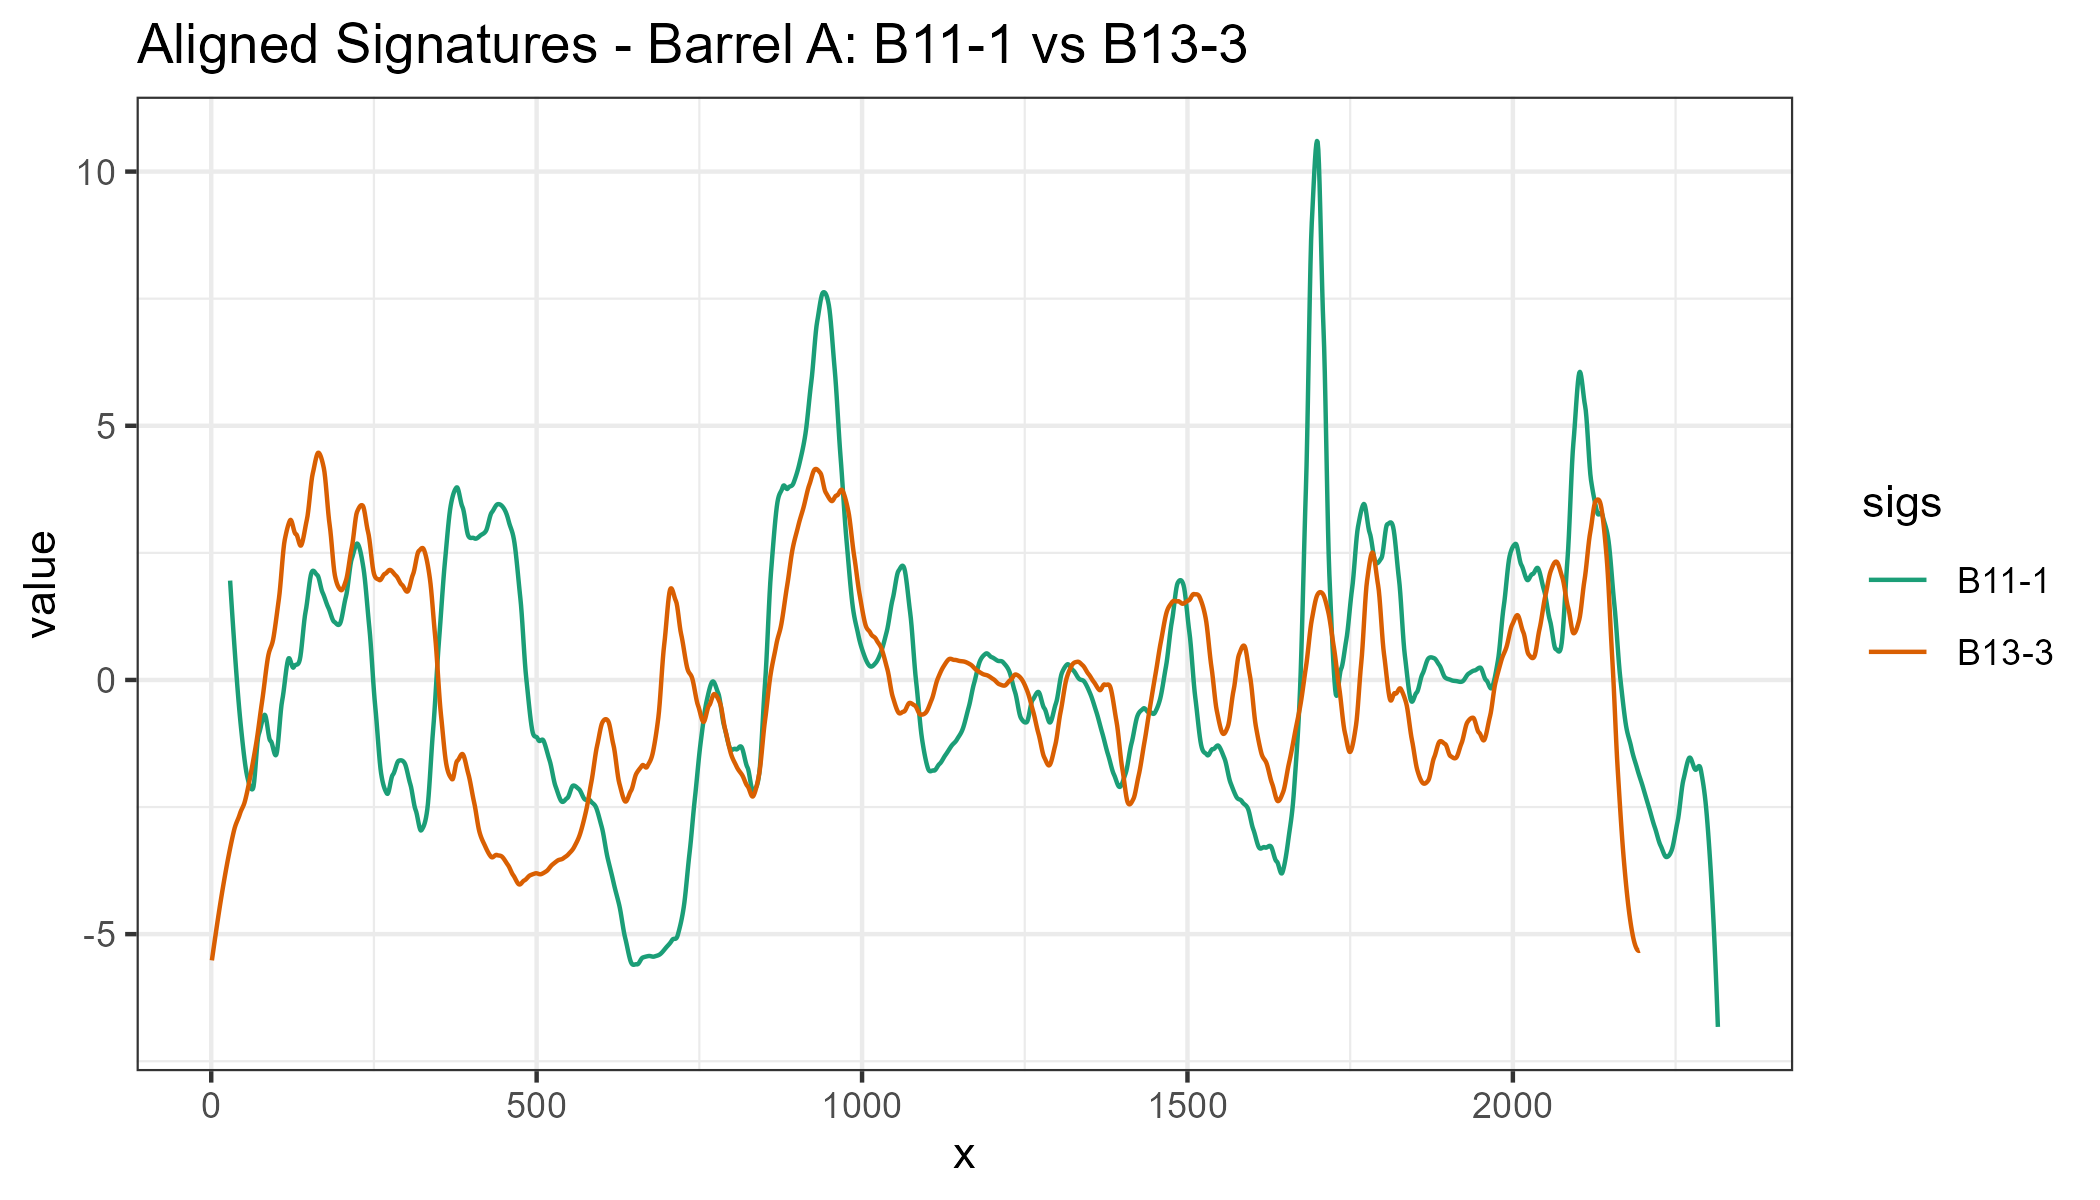 Aligned Signatures - Barrel A: B11-1 vs B13-3
value
10
5
0
-5
0 500 1000 1500 2000
x
sigs
B11-1
B13-3